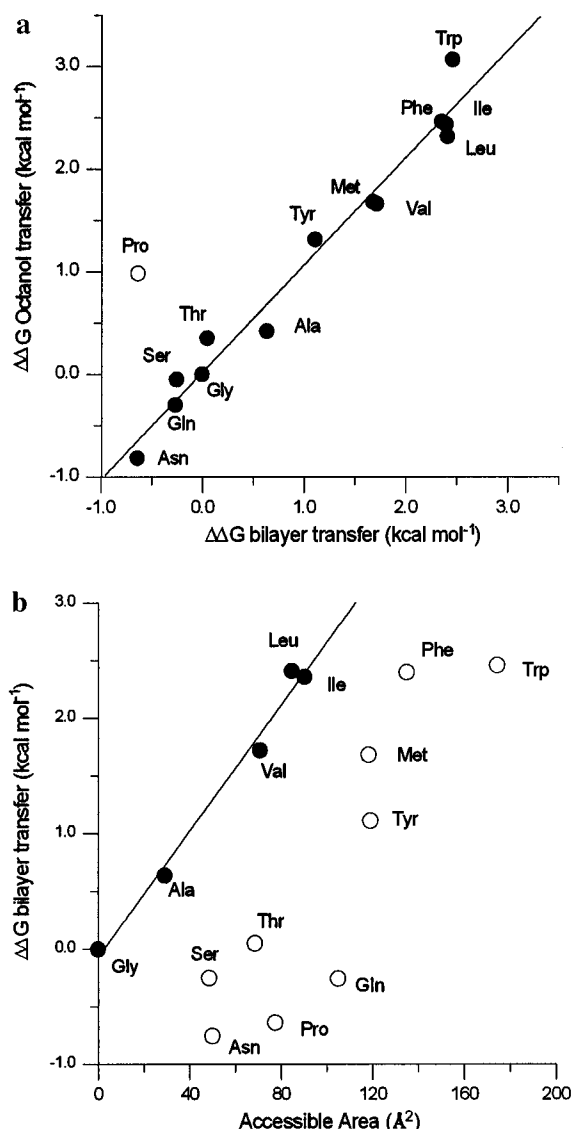 a
ΔΔG Octanol transfer (kcal mol⁻¹)
3.0
2.0
1.0
0.0
-1.0
Trp
Phe
Ile
Leu
Met
Val
Tyr
Pro
Thr
Ala
Ser
Gly
Gln
Asn
-1.0 0.0 1.0 2.0 3.0
ΔΔG bilayer transfer (kcal mol⁻¹)
b
ΔΔG bilayer transfer (kcal mol⁻¹)
3.0
2.0
1.0
0.0
-1.0
Leu
Ile
Phe
Trp
Val
Met
Tyr
Ala
Thr
Gly
Ser
Gln
Pro
Asn
0 40 80 120 160 200
Accessible Area (Å²)